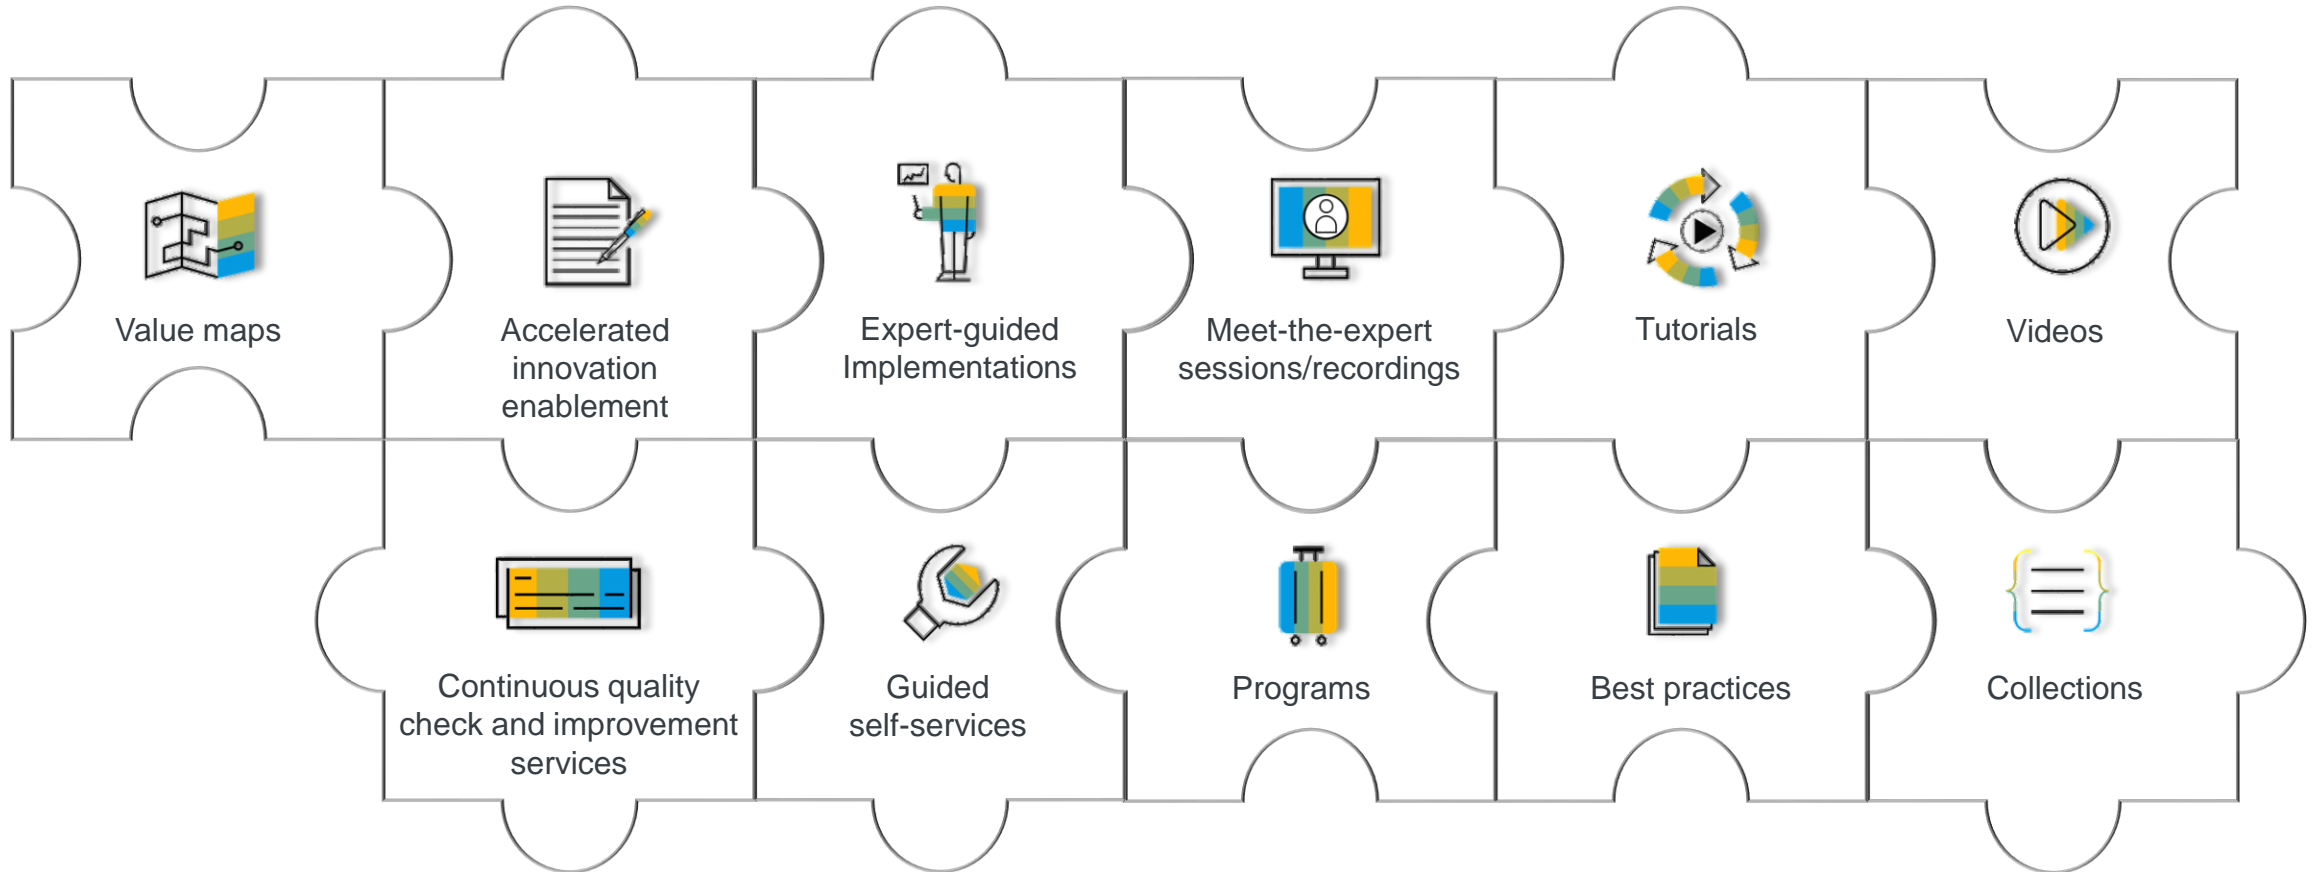 Value maps
Accelerated
innovation
enablement
Expert-guided
Implementations
Meet-the-expert
sessions/recordings
Tutorials
Videos
Continuous quality
check and improvement
services
Guided
self-services
Programs
Best practices
Collections